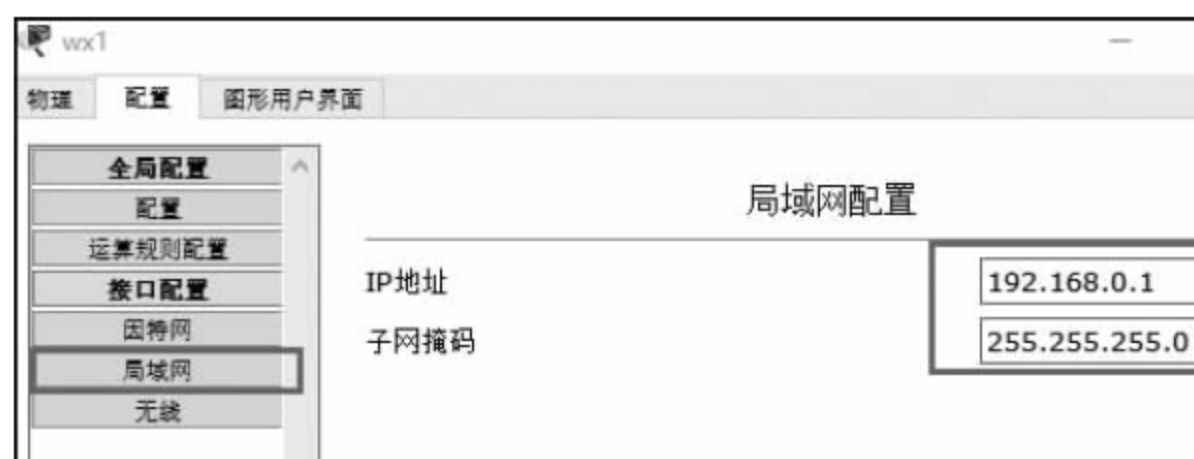 wx1
物理 配置 图形用户界面
全局配置
配置
运算规则配置
接口配置
因特网
局域网
无线
局域网配置
IP地址 192.168.0.1
子网掩码 255.255.255.0